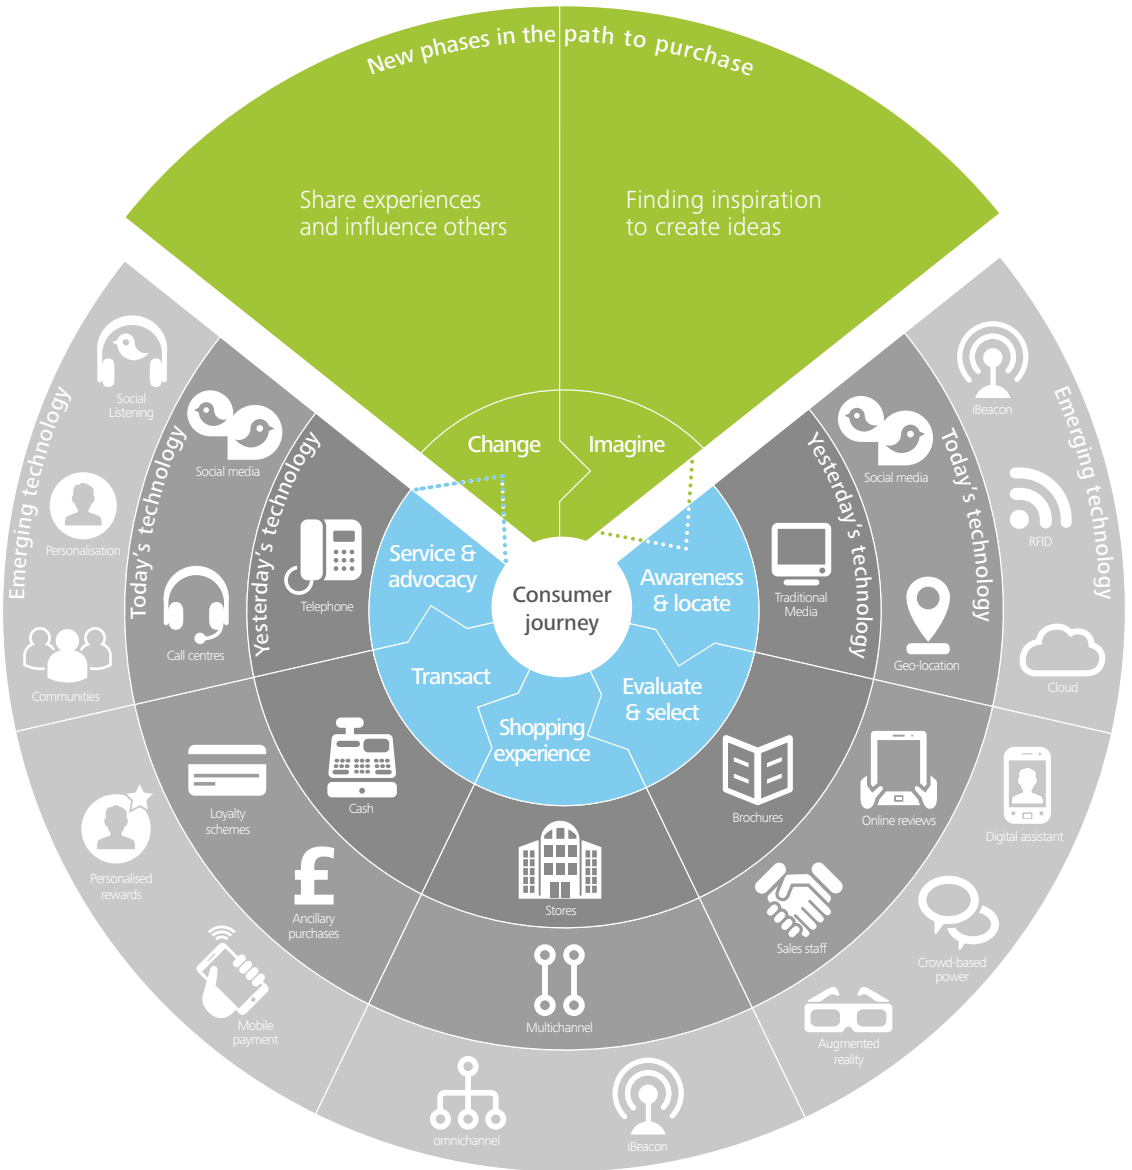 New phases in the path to purchase
Share experiences
and influence others
Finding inspiration
to create ideas
Change
Imagine
Consumer
journey
Service &
advocacy
Awareness
& locate
Transact
Evaluate
& select
Shopping
experience
Emerging technology
Today's technology
Yesterday's technology
Social
Listening
Social media
Personalisation
Telephone
Call centres
Communities
Yesterday's technology
Today's technology
Emerging technology
iBeacon
Social media
RFID
Traditional
Media
Geo-location
Cloud
Loyalty
schemes
Cash
Personalised
rewards
Ancillary
purchases
Mobile
payment
Brochures
Online reviews
Digital assistant
Sales staff
Crowd-based
power
Augmented
reality
Stores
Multichannel
omnichannel
iBeacon